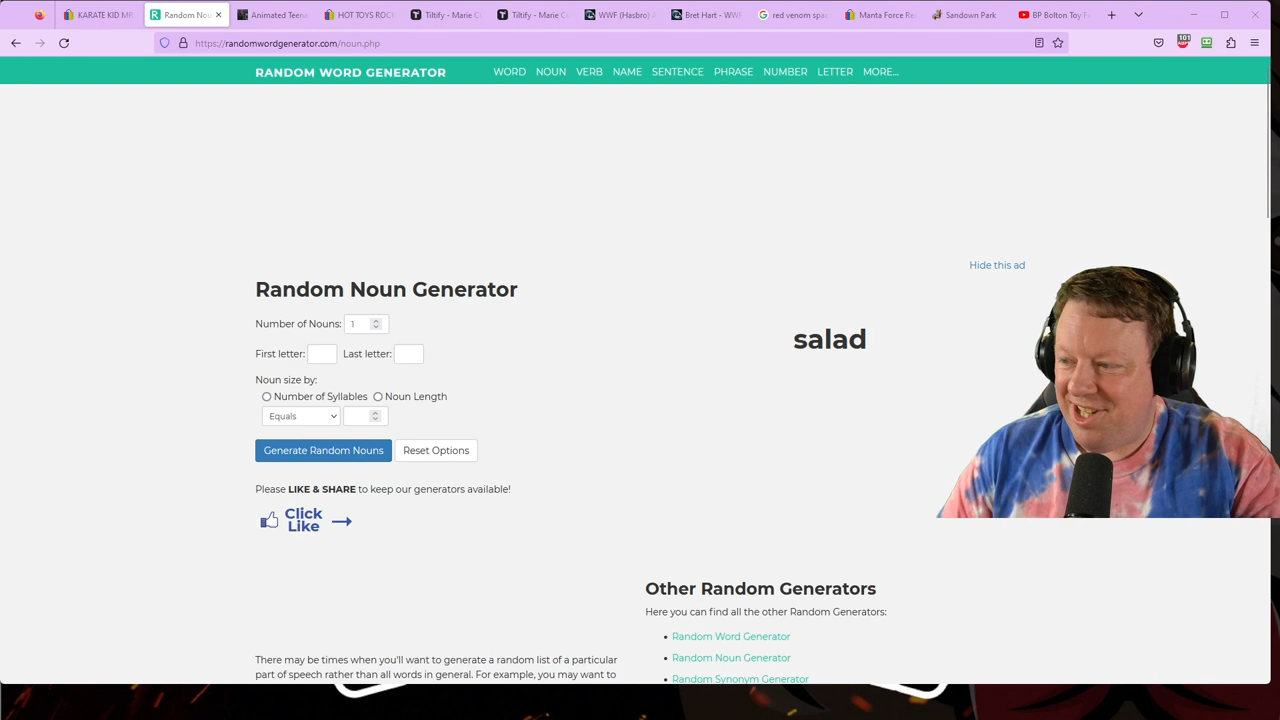 KARATE KID MR
Random Nou
Animated Teena
HOT TOYS ROCK
Tiltify - Marie C
Tiltify - Marie C
WWF (Hasbro) A
Bret Hart - WWF
red venom spa
Manta Force Re
Sandown Park
BP Bolton Toy F
https://randomwordgenerator.com/noun.php
101
RANDOM WORD GENERATOR
WORD NOUN VERB NAME SENTENCE PHRASE NUMBER LETTER MORE...
Hide this ad
Random Noun Generator
Number of Nouns: 1
salad
First letter: Last letter:
Noun size by:
Number of Syllables Noun Length
Equals
Generate Random Nouns Reset Options
Please LIKE & SHARE to keep our generators available!
Click
Like
Other Random Generators
Here you can find all the other Random Generators:
Random Word Generator
Random Noun Generator
Random Synonym Generator
There may be times when you'll want to generate a random list of a particular
part of speech rather than all words in general. For example, you may want to